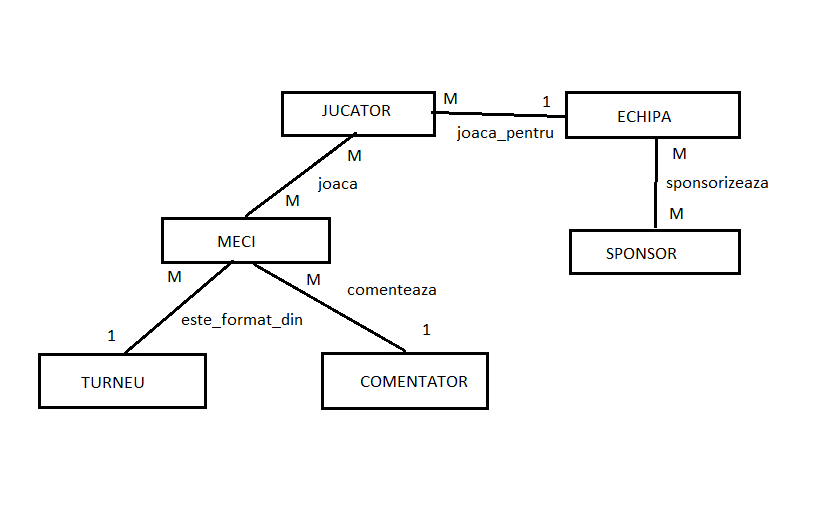 JUCATOR
M
1
ECHIPA
joaca_pentru
M
joaca
M
M
sponsorizeaza
M
MECI
SPONSOR
M
M
comenteaza
este_format_din
1
1
TURNEU
COMENTATOR